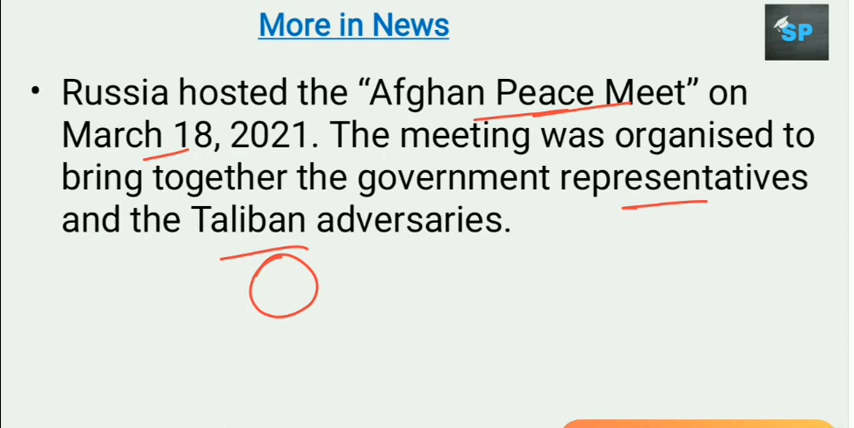 More in News
SP
• Russia hosted the “Afghan Peace Meet” on
March 18, 2021. The meeting was organised to
bring together the government representatives
and the Taliban adversaries.